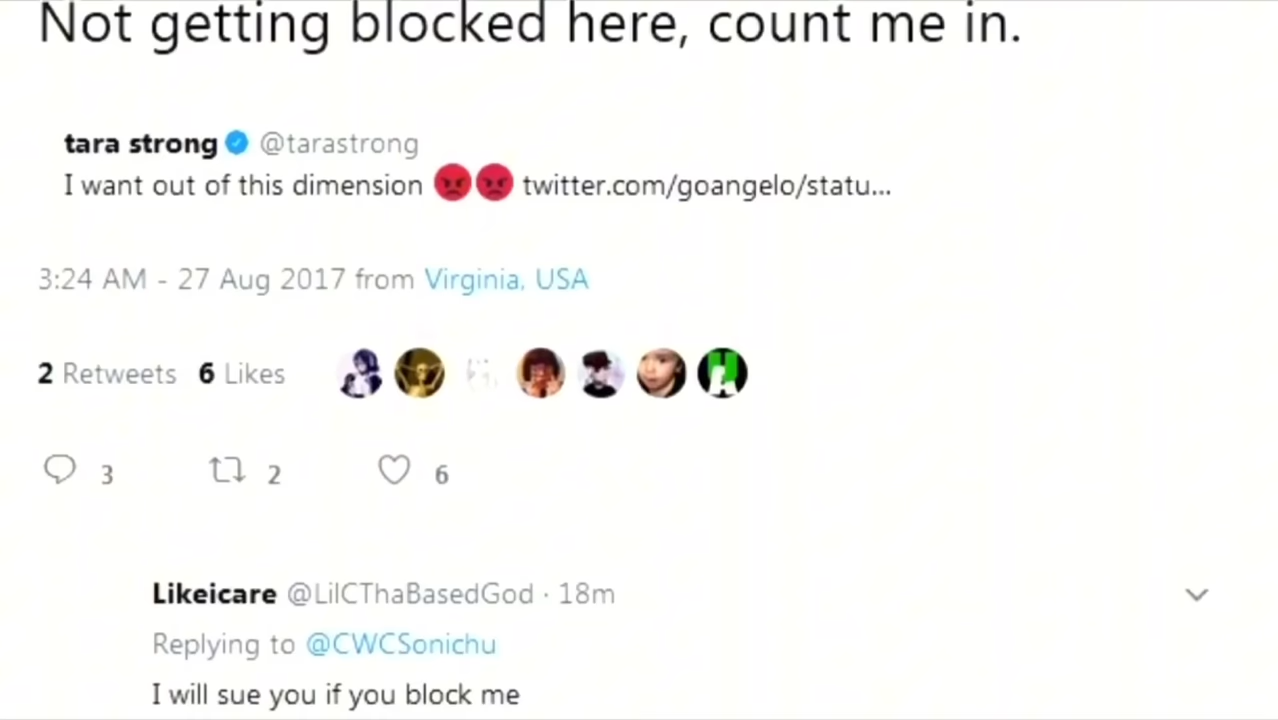 Not getting blocked here, count me in.
tara strong @tarastrong
I want out of this dimension 😡😡 twitter.com/goangelo/statu...
3:24 AM - 27 Aug 2017 from Virginia, USA
2 Retweets 6 Likes
3 2 6
Likeicare @LilCThaBasedGod · 18m
Replying to @CWCSonichu
I will sue you if you block me